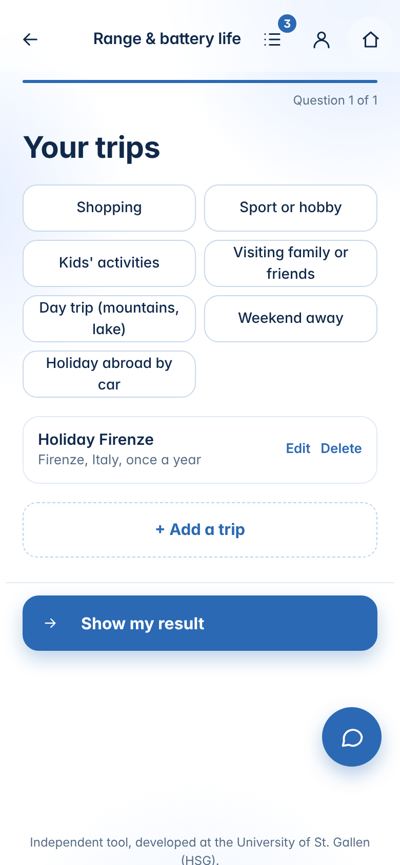 3
Range & battery life
Question 1 of 1
Your trips
Shopping
Sport or hobby
Kids' activities
Visiting family or
friends
Day trip (mountains,
lake)
Weekend away
Holiday abroad by
car
Holiday Firenze
Firenze, Italy, once a year
Edit Delete
+ Add a trip
Show my result
Independent tool, developed at the University of St. Gallen
(HSG).